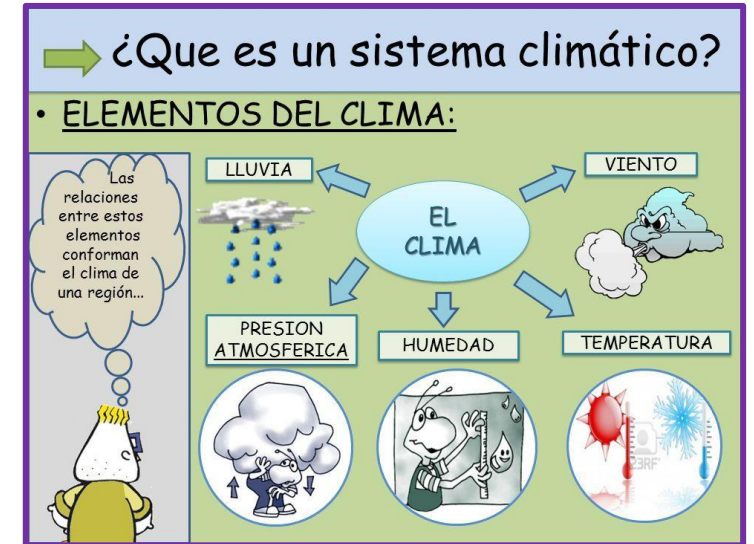 ¿Que es un sistema climático?
• ELEMENTOS DEL CLIMA:
Las
relaciones
entre estos
elementos
conforman
el clima de
una región...
LLUVIA
VIENTO
EL
CLIMA
PRESION
ATMOSFERICA
HUMEDAD
TEMPERATURA
123RF